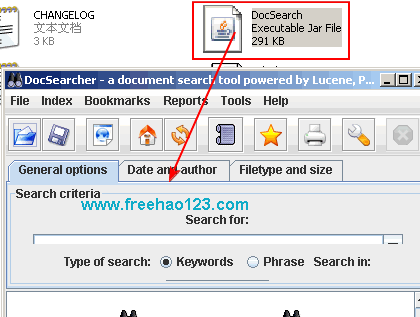 CHANGELOG
文本文档
3 KB
DocSearch
Executable Jar File
291 KB
DocSearcher - a document search tool powered by Lucene, P...
File Index Bookmarks Reports Tools Help
General options Date and author Filetype and size
Search criteria
www.freehao123.com
Search for:
Type of search: Keywords Phrase Search in: